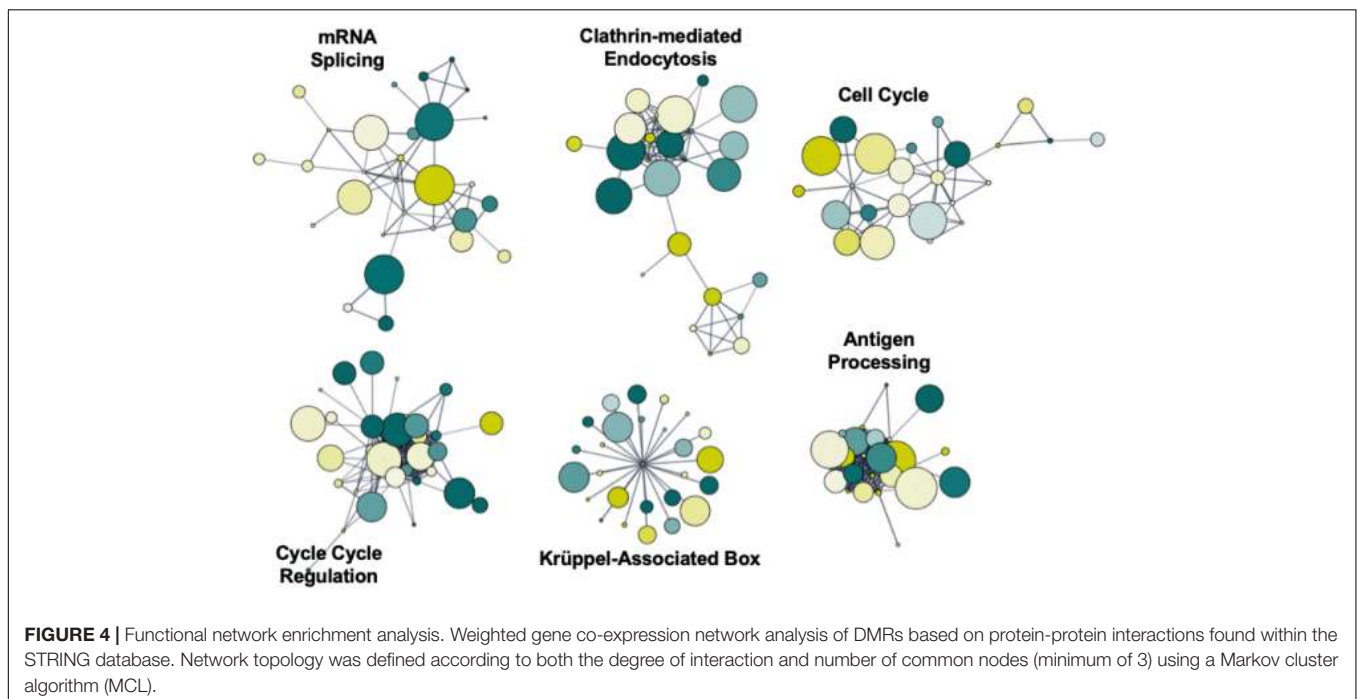 mRNA
Splicing
Clathrin-mediated
Endocytosis
Cell Cycle
Cycle Cycle
Regulation
Krüppel-Associated Box
Antigen
Processing
FIGURE 4 | Functional network enrichment analysis. Weighted gene co-expression network analysis of DMRs based on protein-protein interactions found within the
STRING database. Network topology was defined according to both the degree of interaction and number of common nodes (minimum of 3) using a Markov cluster
algorithm (MCL).